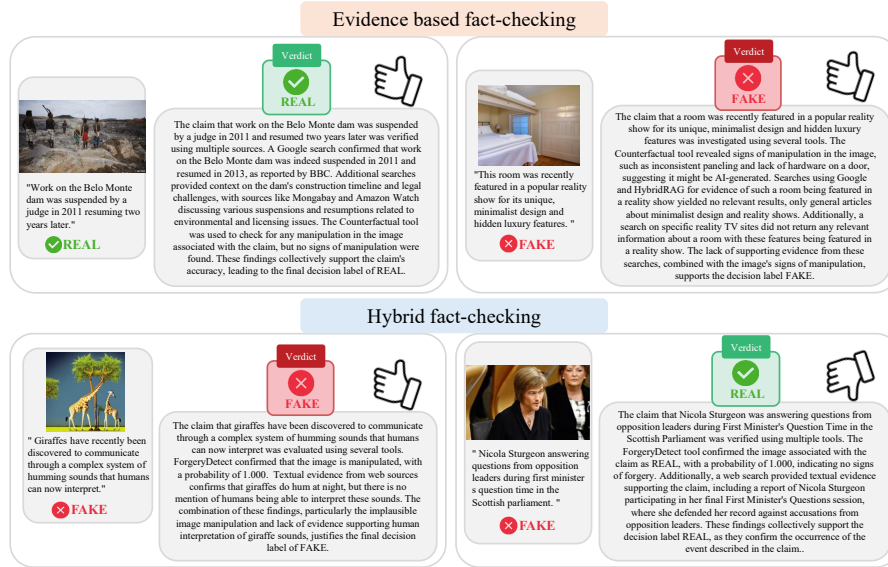 Evidence based fact-checking
Verdict
REAL
"Work on the Belo Monte
dam was suspended by a
judge in 2011 resuming two
years later."
REAL
The claim that work on the Belo Monte dam was suspended
by a judge in 2011 and resumed two years later was verified
using multiple sources. A Google search confirmed that work
on the Belo Monte dam was indeed suspended in 2011 and
resumed in 2013, as reported by BBC. Additional searches
provided context on the dam's construction timeline and legal
challenges, with sources like Mongabay and Amazon Watch
discussing various suspensions and resumptions related to
environmental and licensing issues. The Counterfactual tool
was used to check for any manipulation in the image
associated with the claim, but no signs of manipulation were
found. These findings collectively support the claim's
accuracy, leading to the final decision label of REAL.
Verdict
FAKE
"This room was recently
featured in a popular reality
show for its unique,
minimalist design and
hidden luxury features. "
FAKE
The claim that a room was recently featured in a popular reality
show for its unique, minimalist design and hidden luxury features
was investigated using several tools. The
Counterfactual tool revealed signs of manipulation in the image,
such as inconsistent paneling and lack of hardware on a door,
suggesting it might be AI-generated. Searches using
Google and HybridRAG for evidence of such a room being featured
in a reality show yielded no relevant results, only general articles
about minimalist design and reality shows. Additionally, a
search on specific reality TV sites did not return any relevant
information about a room with these features being featured in
a reality show. The lack of supporting evidence from these
searches, combined with the image's signs of manipulation,
supports the decision label FAKE.
Hybrid fact-checking
Verdict
FAKE
" Giraffes have recently been
discovered to communicate
through a complex system of
humming sounds that humans
can now interpret."
FAKE
The claim that giraffes have been discovered to communicate
through a complex system of humming sounds that humans
can now interpret was evaluated using several tools.
ForgeryDetect confirmed that the image is manipulated, with
a probability of 1.000. Textual evidence from web sources
confirms that giraffes do hum at night, but there is no
mention of humans being able to interpret these sounds. The
combination of these findings, particularly the implausible
image manipulation and lack of evidence supporting human
interpretation of giraffe sounds, justifies the final decision
label of FAKE.
Verdict
REAL
" Nicola Sturgeon answering
questions from opposition
leaders during first minister
s question time in the
Scottish parliament. "
FAKE
The claim that Nicola Sturgeon was answering questions from
opposition leaders during First Minister's Question Time in the
Scottish Parliament was verified using multiple tools. The
ForgeryDetect tool confirmed the image associated with the
claim as REAL, with a probability of 1.000, indicating no signs
of forgery. Additionally, a web search provided textual evidence
supporting the claim, including a report of Nicola Sturgeon
participating in her final First Minister's Questions session,
where she defended her record against accusations from
opposition leaders. These findings collectively support the
decision label REAL, as they confirm the occurrence of the
event described in the claim..